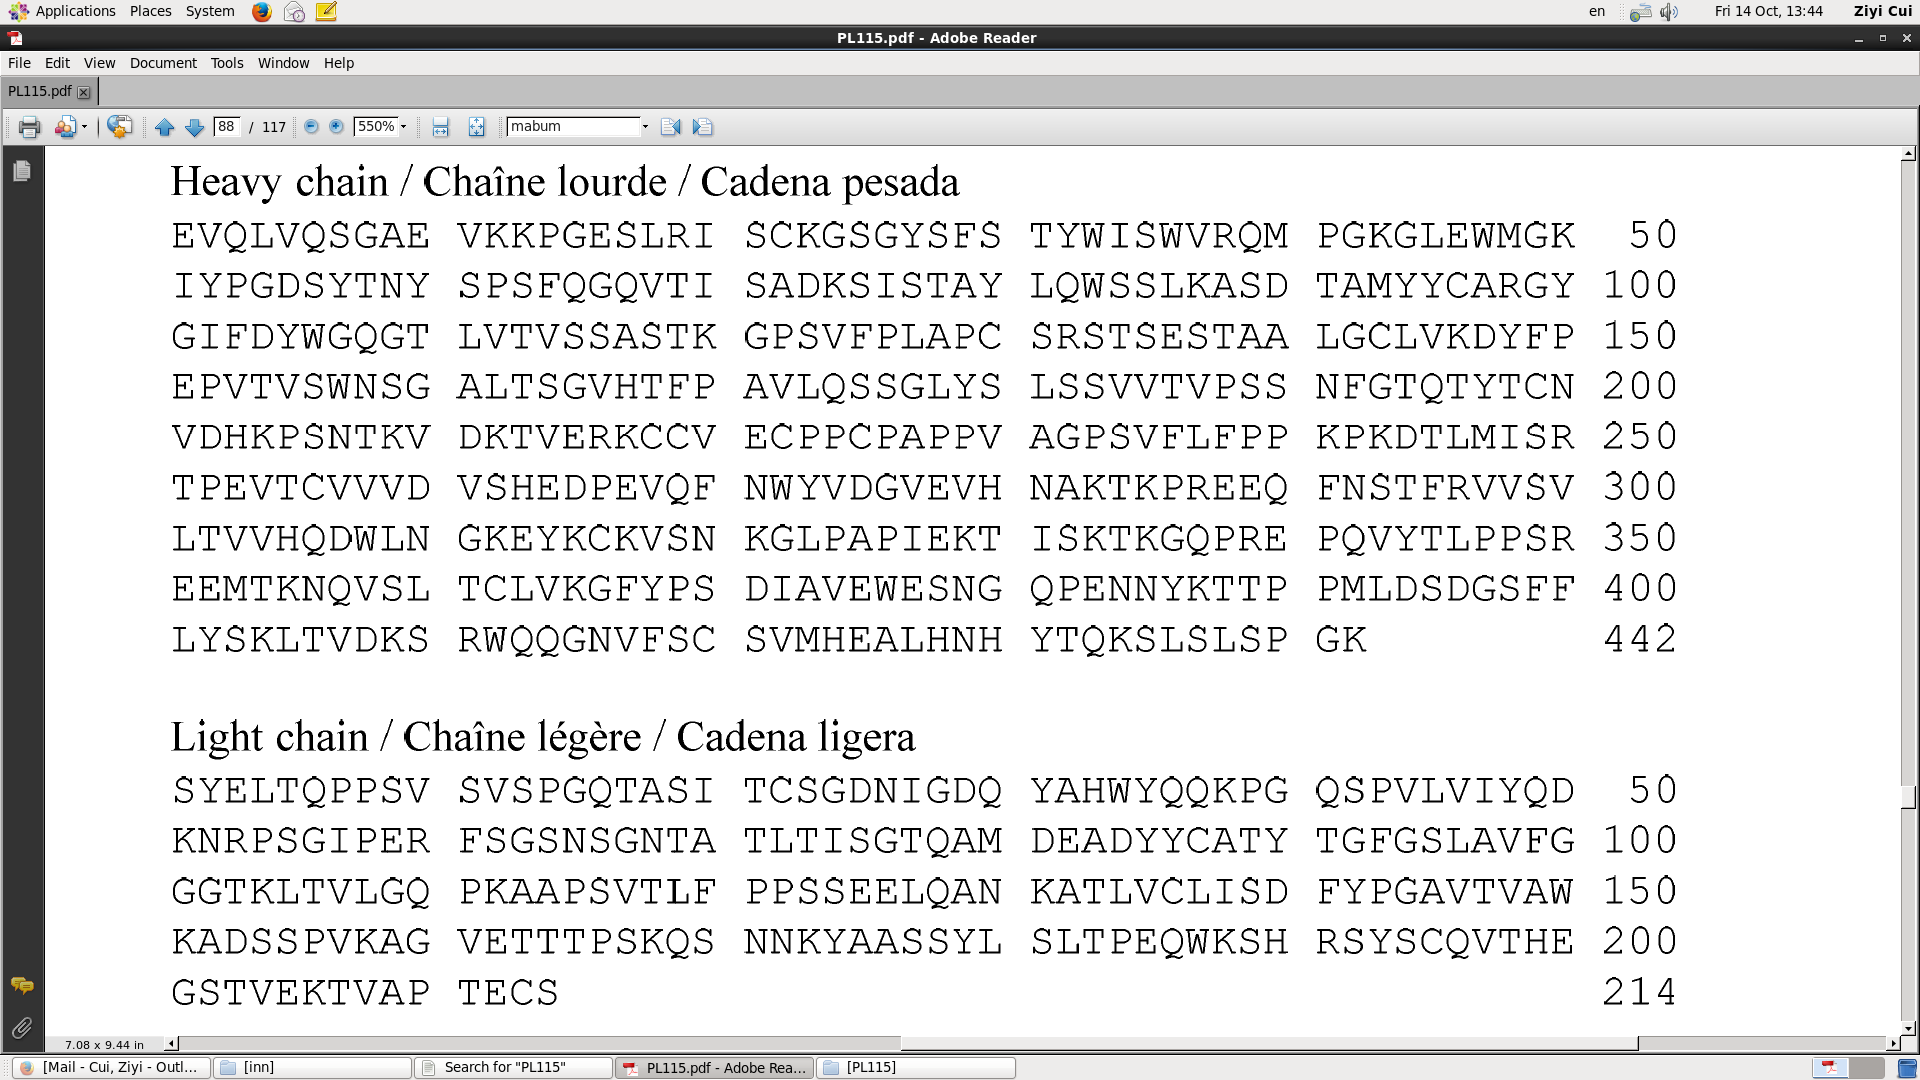 Applications Places System en Fri 14 Oct, 13:44 Ziyi Cui
PL115.pdf - Adobe Reader
File Edit View Document Tools Window Help
PL115.pdf
88 / 117 550% mabum
Heavy chain / Chaîne lourde / Cadena pesada
EVQLVQSGAE VKKPGESLRI SCKGSGYSFS TYWISWVRQM PGKGLEWMGK 50
IYPGDSYTNY SPSFQGQVTI SADKSISTAY LQWSSLKASD TAMYYCARGY 100
GIFDYWGQGT LVTVSSASTK GPSVFPLAPC SRSTSESTAA LGCLVKDYFP 150
EPVTVSWNSG ALTSGVHTFP AVLQSSGLYS LSSVVTVPSS NFGTQTYTCN 200
VDHKPSNTKV DKTVERKCCV ECPPCPAPPV AGPSVFLFPP KPKDTLMISR 250
TPEVTCVVVD VSHEDPEVQF NWYVDGVEVH NAKTKPREEQ FNSTFRVVSV 300
LTVVHQDWLN GKEYKCKVSN KGLPAPIEKT ISKTKGQPRE PQVYTLPPSR 350
EEMTKNQVSL TCLVKGFYPS DIAVEWESNG QPENNYKTTP PMLDSDGSFF 400
LYSKLTVDKS RWQQGNVFSC SVMHEALHNH YTQKSLSLSP GK 442
Light chain / Chaîne légère / Cadena ligera
SYELTQPPSV SVSPGQTASI TCSGDNIGDQ YAHWYQQKPG QSPVLVIYQD 50
KNRPSGIPER FSGSNSGNTA TLTISGTQAM DEADYYCATY TGFGSLAVFG 100
GGTKLTVLGQ PKAAPSVTLF PPSSEELQAN KATLVCLISD FYPGAVTVAW 150
KADSSPVKAG VETTTPSKQS NNKYAASSYL SLTPEQWKSH RSYSCQVTHE 200
GSTVEKTVAP TECS 214
7.08 x 9.44 in
[Mail - Cui, Ziyi - Outl... [inn] Search for "PL115" PL115.pdf - Adobe Rea... [PL115]